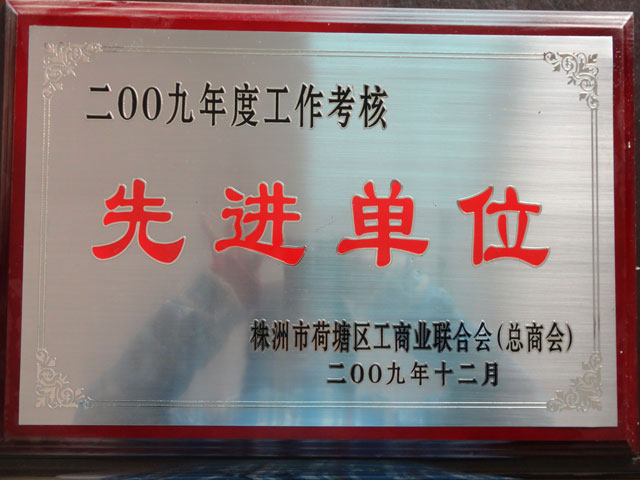 二00九年度工作考核
先进单位
株洲市荷塘区工商业联合会(总商会)
二00九年十二月